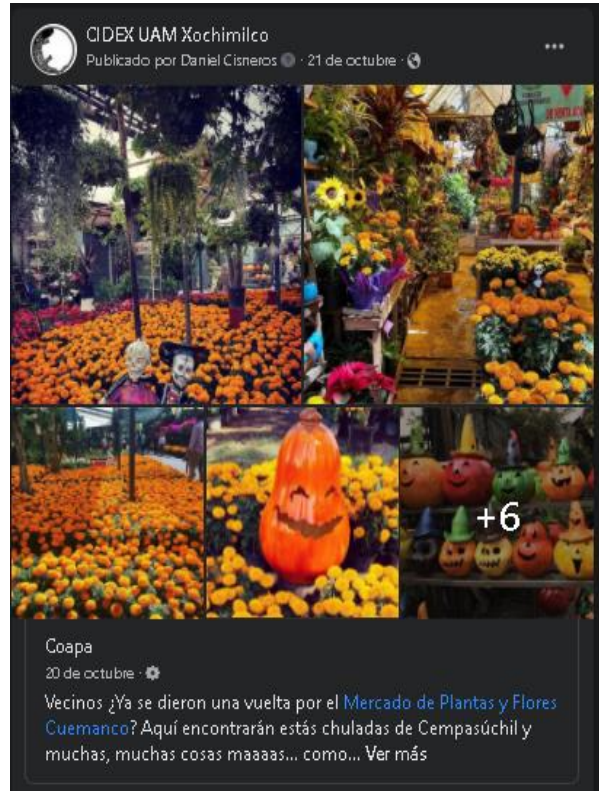 CIDEX UAM Xochimilco
Publicado por Daniel Cisneros · 21 de octubre ·
+6
Coapa
20 de octubre ·
Vecinos ¿Ya se dieron una vuelta por el Mercado de Plantas y Flores
Cuemanco? Aquí encontrarán estás chuladas de Cempasúchil y
muchas, muchas cosas maaaas... como... Ver más